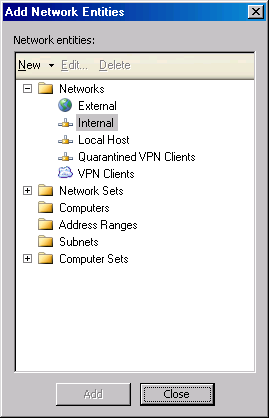 Add Network Entities
Network entities:
New Edit... Delete
Networks
External
Internal
Local Host
Quarantined VPN Clients
VPN Clients
Network Sets
Computers
Address Ranges
Subnets
Computer Sets
Add Close